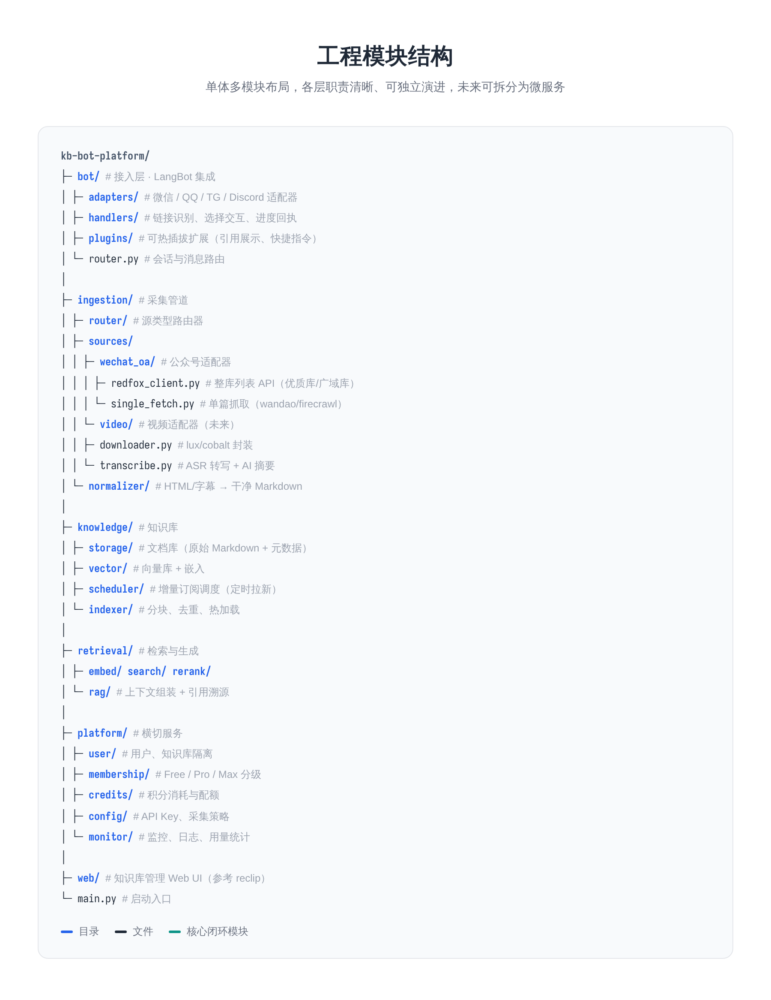 工程模块结构
单体多模块布局，各层职责清晰、可独立演进，未来可拆分为微服务
kb-bot-platform/
├─ bot/ # 接入层 · LangBot 集成
│ ├─ adapters/ # 微信 / QQ / TG / Discord 适配器
│ ├─ handlers/ # 链接识别、选择交互、进度回执
│ ├─ plugins/ # 可热插拔扩展（引用展示、快捷指令）
│ └─ router.py # 会话与消息路由
│
├─ ingestion/ # 采集管道
│ ├─ router/ # 源类型路由器
│ ├─ sources/
│ │ ├─ wechat_oa/ # 公众号适配器
│ │ │ ├─ redfox_client.py # 整库列表 API（优质库/广域库）
│ │ │ └─ single_fetch.py # 单篇抓取（wandao/firecrawl）
│ │ └─ video/ # 视频适配器（未来）
│ │ ├─ downloader.py # lux/cobalt 封装
│ │ └─ transcribe.py # ASR 转写 + AI 摘要
│ └─ normalizer/ # HTML/字幕 → 干净 Markdown
│
├─ knowledge/ # 知识库
│ ├─ storage/ # 文档库（原始 Markdown + 元数据）
│ ├─ vector/ # 向量库 + 嵌入
│ ├─ scheduler/ # 增量订阅调度（定时拉新）
│ └─ indexer/ # 分块、去重、热加载
│
├─ retrieval/ # 检索与生成
│ ├─ embed/ search/ rerank/
│ └─ rag/ # 上下文组装 + 引用溯源
│
├─ platform/ # 横切服务
│ ├─ user/ # 用户、知识库隔离
│ ├─ membership/ # Free / Pro / Max 分级
│ ├─ credits/ # 积分消耗与配额
│ ├─ config/ # API Key、采集策略
│ └─ monitor/ # 监控、日志、用量统计
│
├─ web/ # 知识库管理 Web UI（参考 reclip）
└─ main.py # 启动入口
目录 文件 核心闭环模块